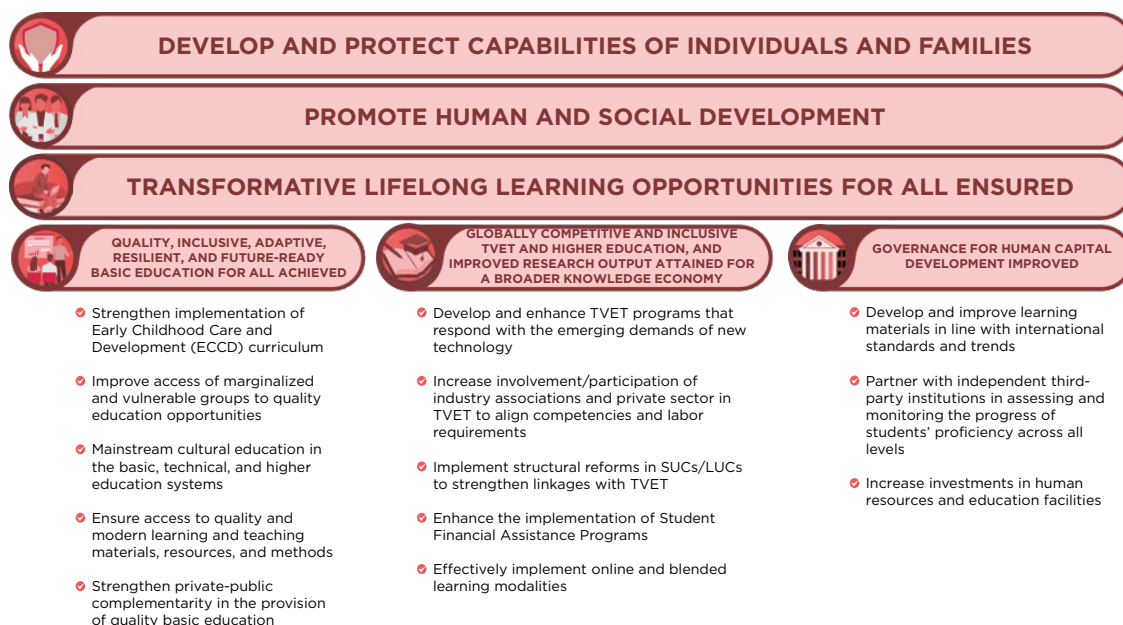 DEVELOP AND PROTECT CAPABILITIES OF INDIVIDUALS AND FAMILIES
PROMOTE HUMAN AND SOCIAL DEVELOPMENT
TRANSFORMATIVE LIFELONG LEARNING OPPORTUNITIES FOR ALL ENSURED
QUALITY, INCLUSIVE, ADAPTIVE,
RESILIENT, AND FUTURE-READY
BASIC EDUCATION FOR ALL ACHIEVED
Strengthen implementation of
Early Childhood Care and
Development (ECCD) curriculum
Improve access of marginalized
and vulnerable groups to quality
education opportunities
Mainstream cultural education in
the basic, technical, and higher
education systems
Ensure access to quality and
modern learning and teaching
materials, resources, and methods
Strengthen private-public
complementarity in the provision
of quality basic education
GLOBALLY COMPETITIVE AND INCLUSIVE
TVET AND HIGHER EDUCATION, AND
IMPROVED RESEARCH OUTPUT ATTAINED FOR
A BROADER KNOWLEDGE ECONOMY
Develop and enhance TVET programs that
respond with the emerging demands of new
technology
Increase involvement/participation of
industry associations and private sector in
TVET to align competencies and labor
requirements
Implement structural reforms in SUCs/LUCs
to strengthen linkages with TVET
Enhance the implementation of Student
Financial Assistance Programs
Effectively implement online and blended
learning modalities
GOVERNANCE FOR HUMAN CAPITAL
DEVELOPMENT IMPROVED
Develop and improve learning
materials in line with international
standards and trends
Partner with independent third-
party institutions in assessing and
monitoring the progress of
students' proficiency across all
levels
Increase investments in human
resources and education facilities